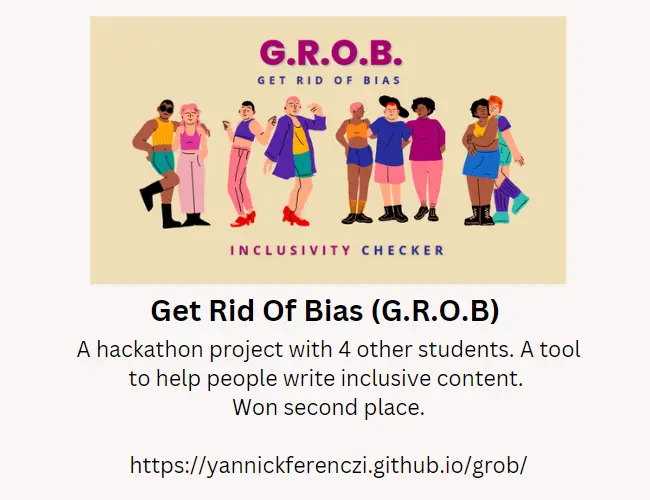 G.R.O.B.
GET RID OF BIAS
INCLUSIVITY CHECKER
Get Rid Of Bias (G.R.O.B)
A hackathon project with 4 other students. A tool
to help people write inclusive content.
Won second place.
https://yannickferenczi.github.io/grob/